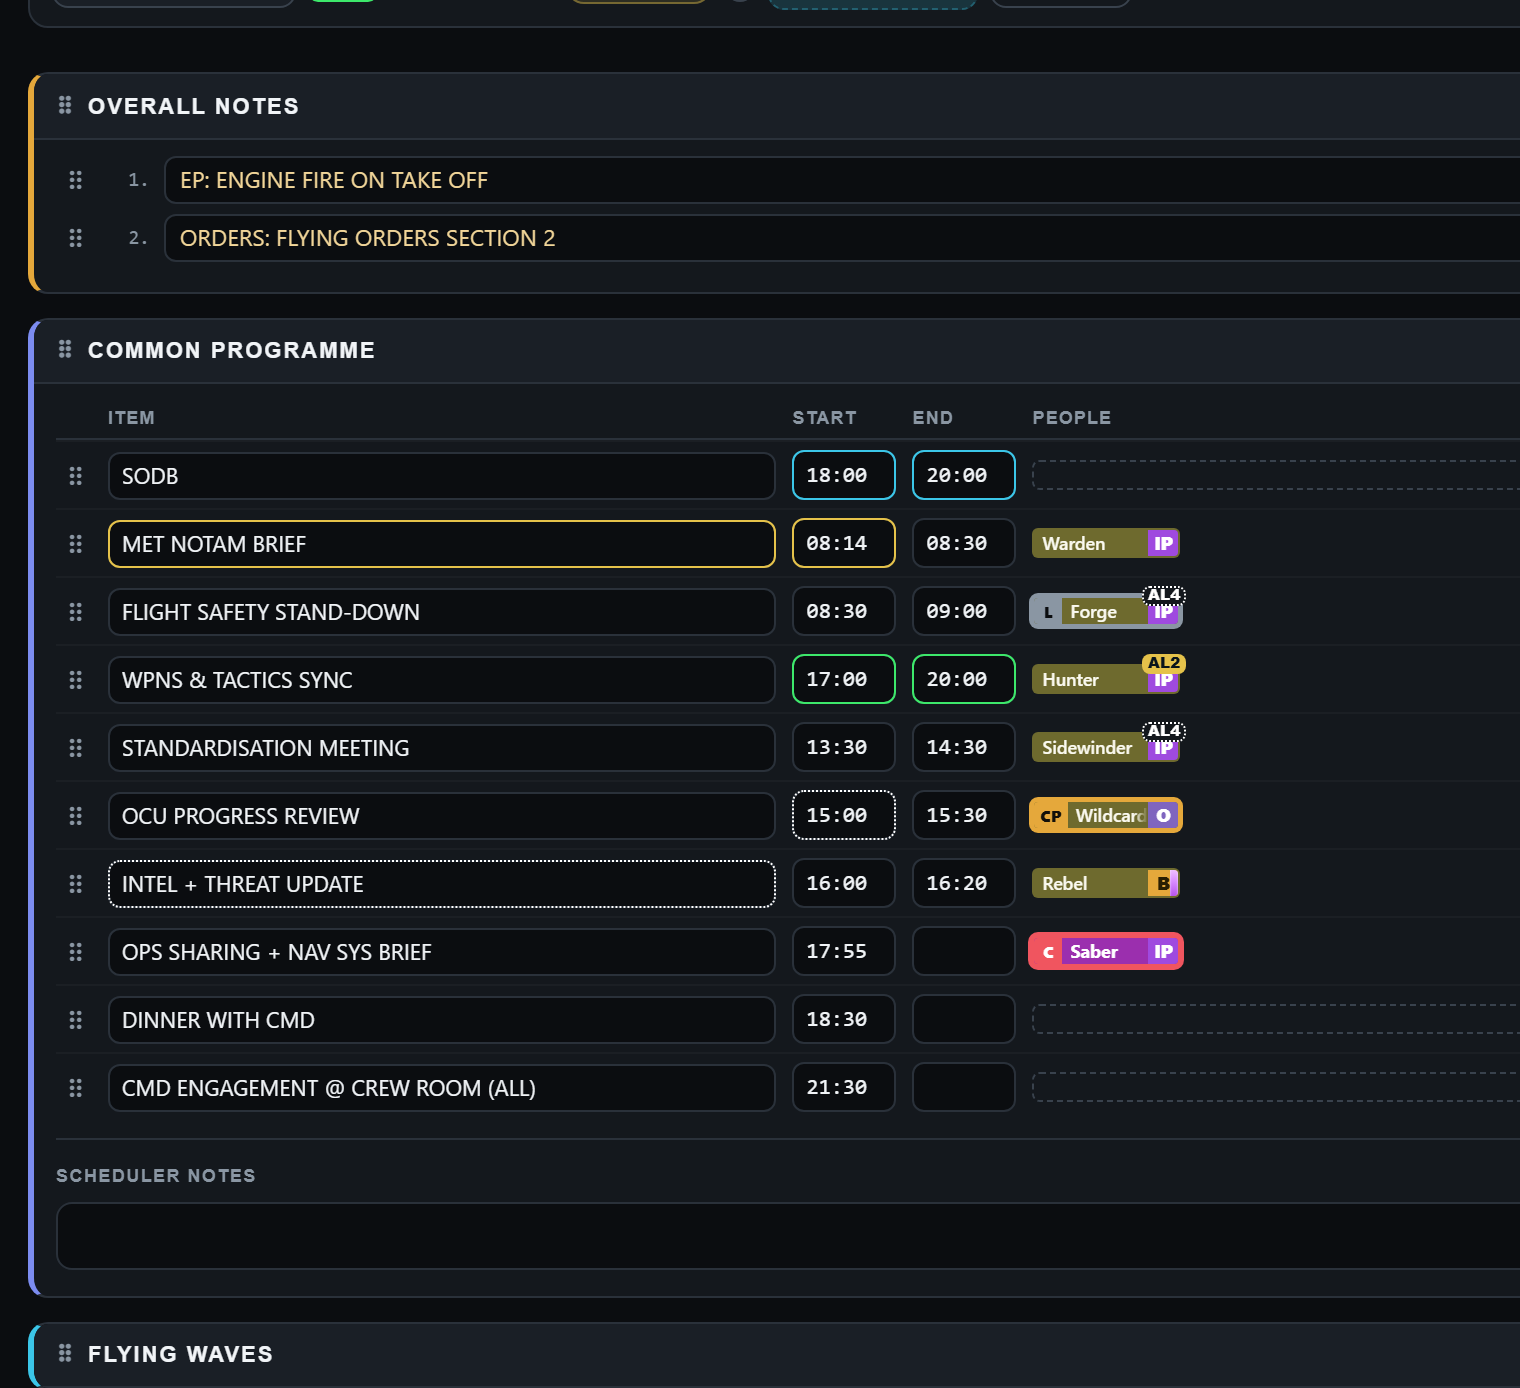 OVERALL NOTES
1. EP: ENGINE FIRE ON TAKE OFF
2. ORDERS: FLYING ORDERS SECTION 2
COMMON PROGRAMME
ITEM START END PEOPLE
SODB 18:00 20:00
MET NOTAM BRIEF 08:14 08:30 Warden IP
FLIGHT SAFETY STAND-DOWN 08:30 09:00 L Forge IP AL4
WPNS & TACTICS SYNC 17:00 20:00 Hunter IP AL2
STANDARDISATION MEETING 13:30 14:30 Sidewinder IP AL4
OCU PROGRESS REVIEW 15:00 15:30 CP Wildcard O
INTEL + THREAT UPDATE 16:00 16:20 Rebel B
OPS SHARING + NAV SYS BRIEF 17:55 C Saber IP
DINNER WITH CMD 18:30
CMD ENGAGEMENT @ CREW ROOM (ALL) 21:30
SCHEDULER NOTES
FLYING WAVES